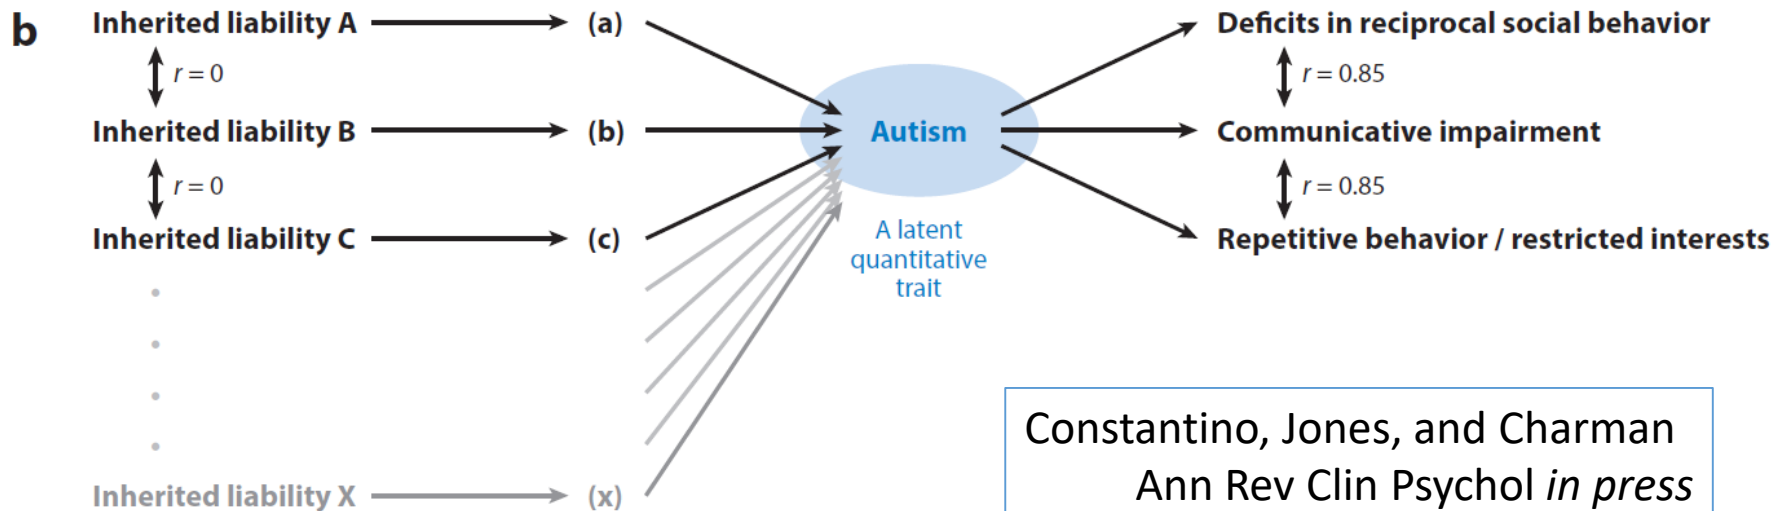 b
Inherited liability A (a) Deficits in reciprocal social behavior
r = 0 r = 0.85
Inherited liability B (b) Autism Communicative impairment
r = 0 r = 0.85
Inherited liability C (c) A latent Repetitive behavior / restricted interests
quantitative
trait
Constantino, Jones, and Charman
Inherited liability X (x) Ann Rev Clin Psychol in press